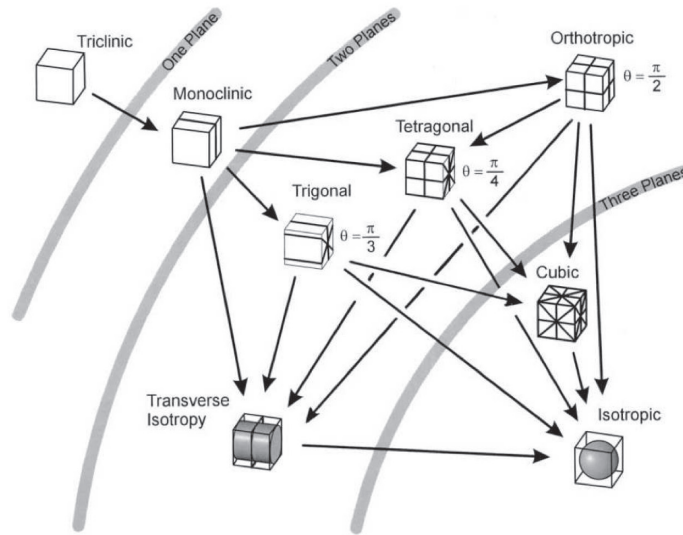 Triclinic
One Plane
Monoclinic
Two Planes
Orthotropic
θ = π/2
Tetragonal
θ = π/4
Trigonal
θ = π/3
Three Planes
Cubic
Transverse
Isotropy
Isotropic